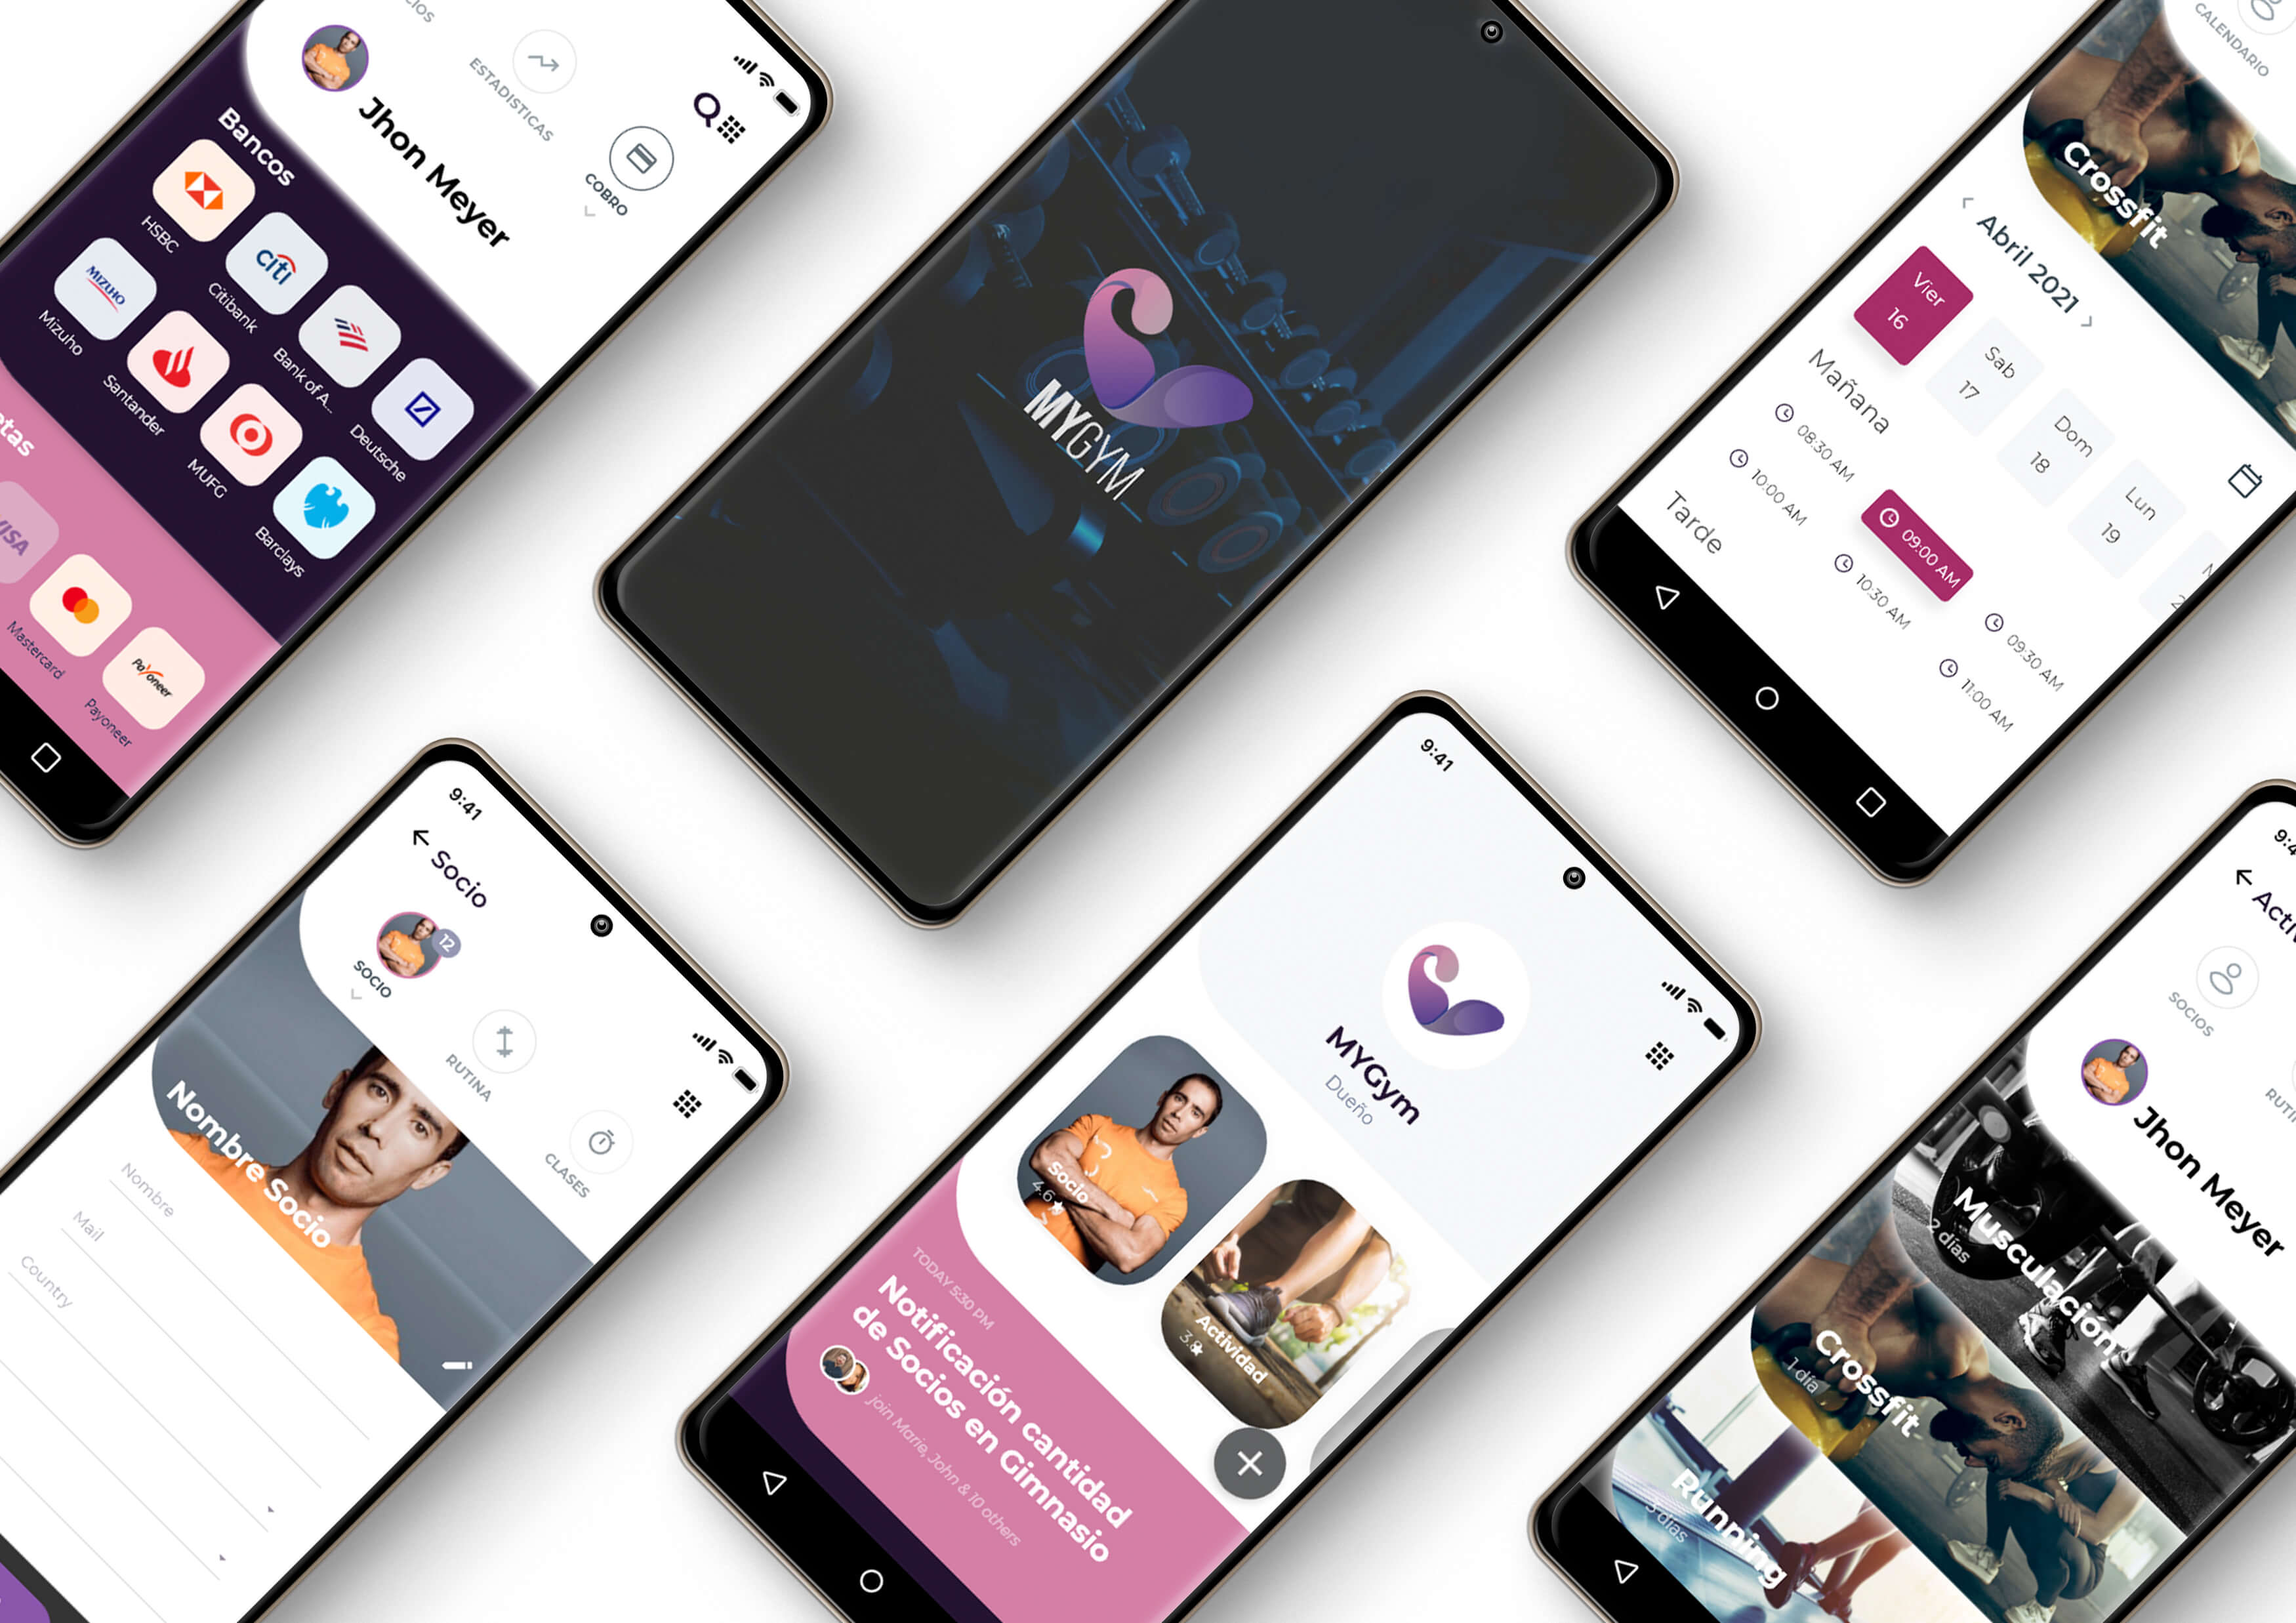 CIOS
ESTADISTICAS
COBRO
Jhon Meyer
Bancos
HSBC
citi
Citibank
Bank of A...
Deutsche
MIZUHO
Mizuho
Santander
MUFG
Barclays
etas
VISA
Mastercard
Payoneer
Payoneer
MYGYM
CALENDARIO
Crossfit
Abril 2021
Vier
16
Sab
17
Dom
18
Lun
19
Mañana
08:30 AM
09:00 AM
09:30 AM
10:00 AM
10:30 AM
11:00 AM
Tarde
9:41
Socio
12
SOCIO
RUTINA
CLASES
Nombre Socio
Nombre
Mail
Country
9:41
MYGym
Dueño
socio
4.6
Actividad
3.8
TODAY 5:30 PM
Notificación cantidad
de Socios en Gimnasio
join Marie, John & 10 others
9:4
Acti
SOCIOS
RUTI
Jhon Meyer
Musculación
2 días
Crossfit
1 día
Running
3 días